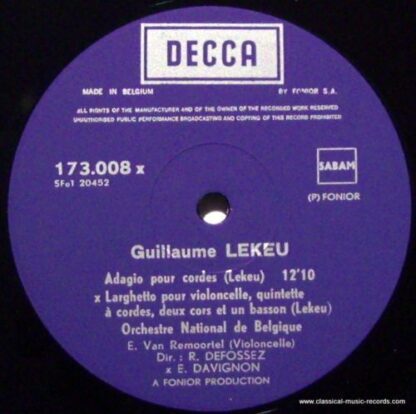 DECCA
MADE IN BELGIUM BY FONIOR S.A.
ALL RIGHTS OF THE MANUFACTURER AND OF THE OWNER OF THE RECORDED WORK RESERVED
UNAUTHORISED PUBLIC PERFORMANCE BROADCASTING AND COPYING OF THIS RECORD PROHIBITED
173.008 x
SFo1 20452
SABAM
(P) FONIOR
Guillaume LEKEU
Adagio pour cordes (Lekeu) 12'10
x Larghetto pour violoncelle, quintette
à cordes, deux cors et un basson (Lekeu)
Orchestre National de Belgique
E. Van Remoortel (Violoncelle)
Dir.: R. DEFOSSEZ
x E. DAVIGNON
A FONIOR PRODUCTION
www.classical-music-records.com